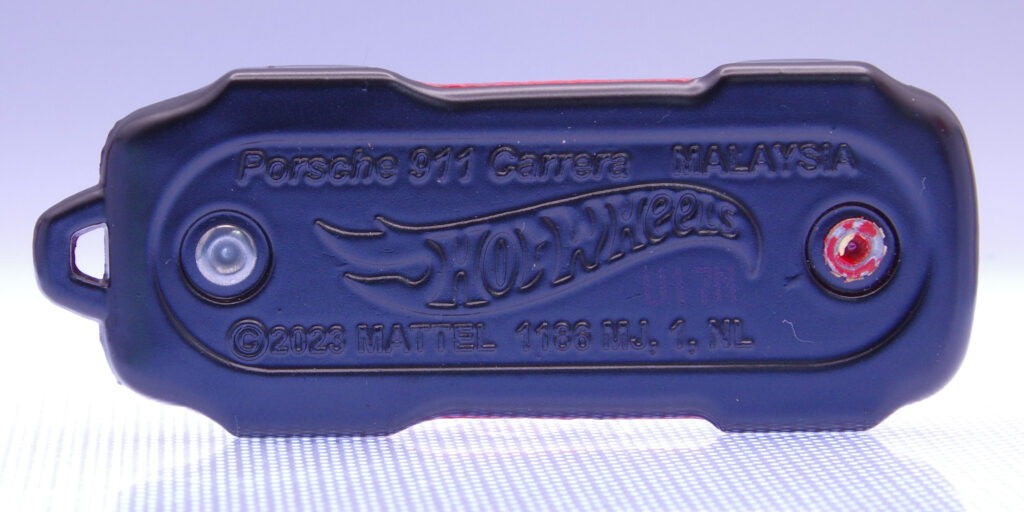 Porsche 911 Carrera MALAYSIA
Hot Wheels
©2023 MATTEL 1186 MJ, 1, NL